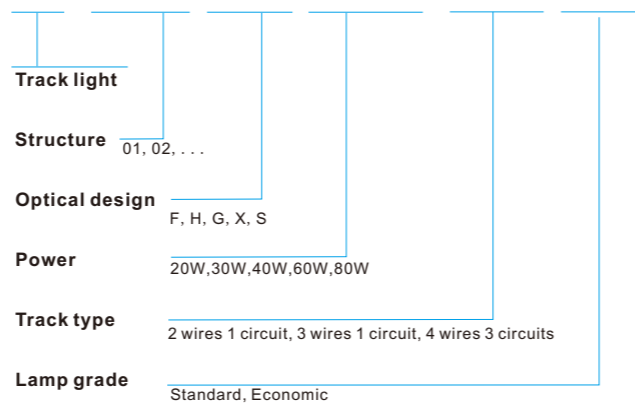 Track light
Structure
01, 02, . . .
Optical design
F, H, G, X, S
Power
20W,30W,40W,60W,80W
Track type
2 wires 1 circuit, 3 wires 1 circuit, 4 wires 3 circuits
Lamp grade
Standard, Economic